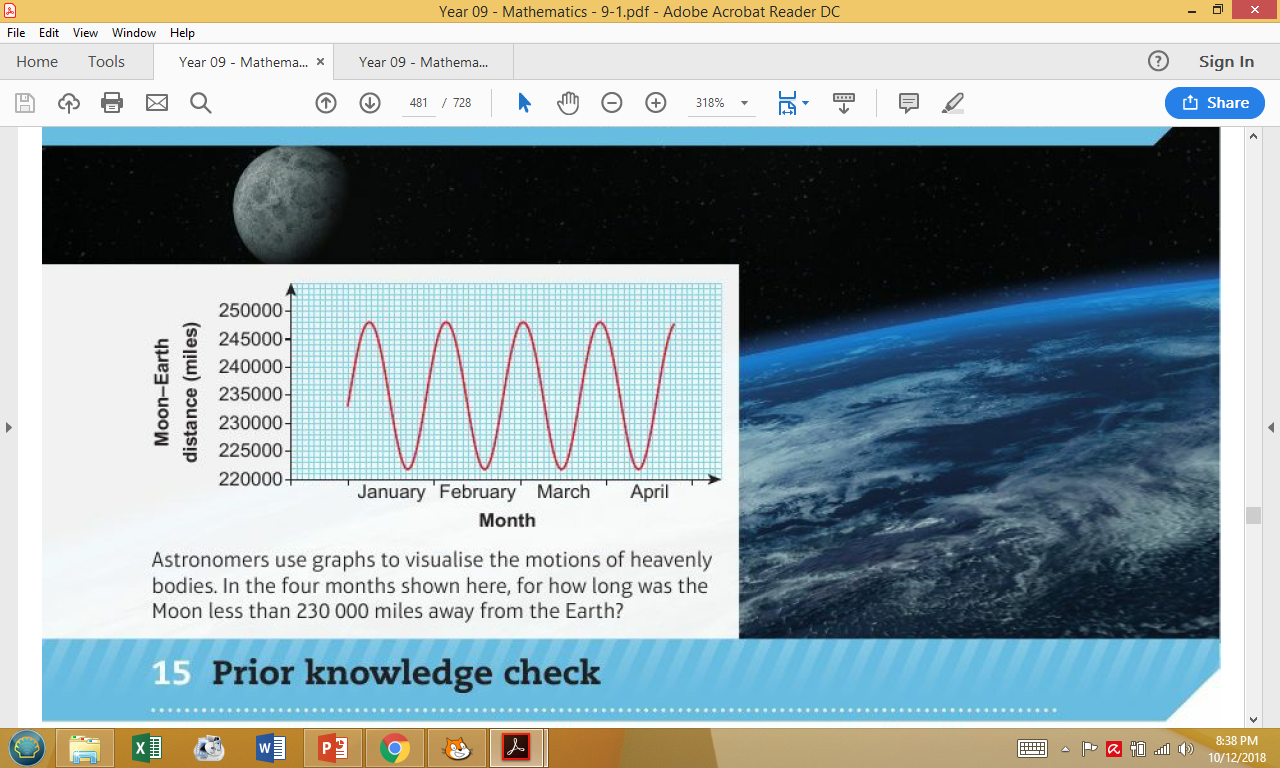 Year 09 - Mathematics - 9-1.pdf - Adobe Acrobat Reader DC
File Edit View Window Help
Home Tools Year 09 - Mathema... × Year 09 - Mathema... ? Sign In
481 / 728 318% Share
250000
245000
240000
235000
230000
225000
220000
Moon–Earth
distance (miles)
January February March April
Month
Astronomers use graphs to visualise the motions of heavenly
bodies. In the four months shown here, for how long was the
Moon less than 230 000 miles away from the Earth?
15 Prior knowledge check
8:38 PM
10/12/2018